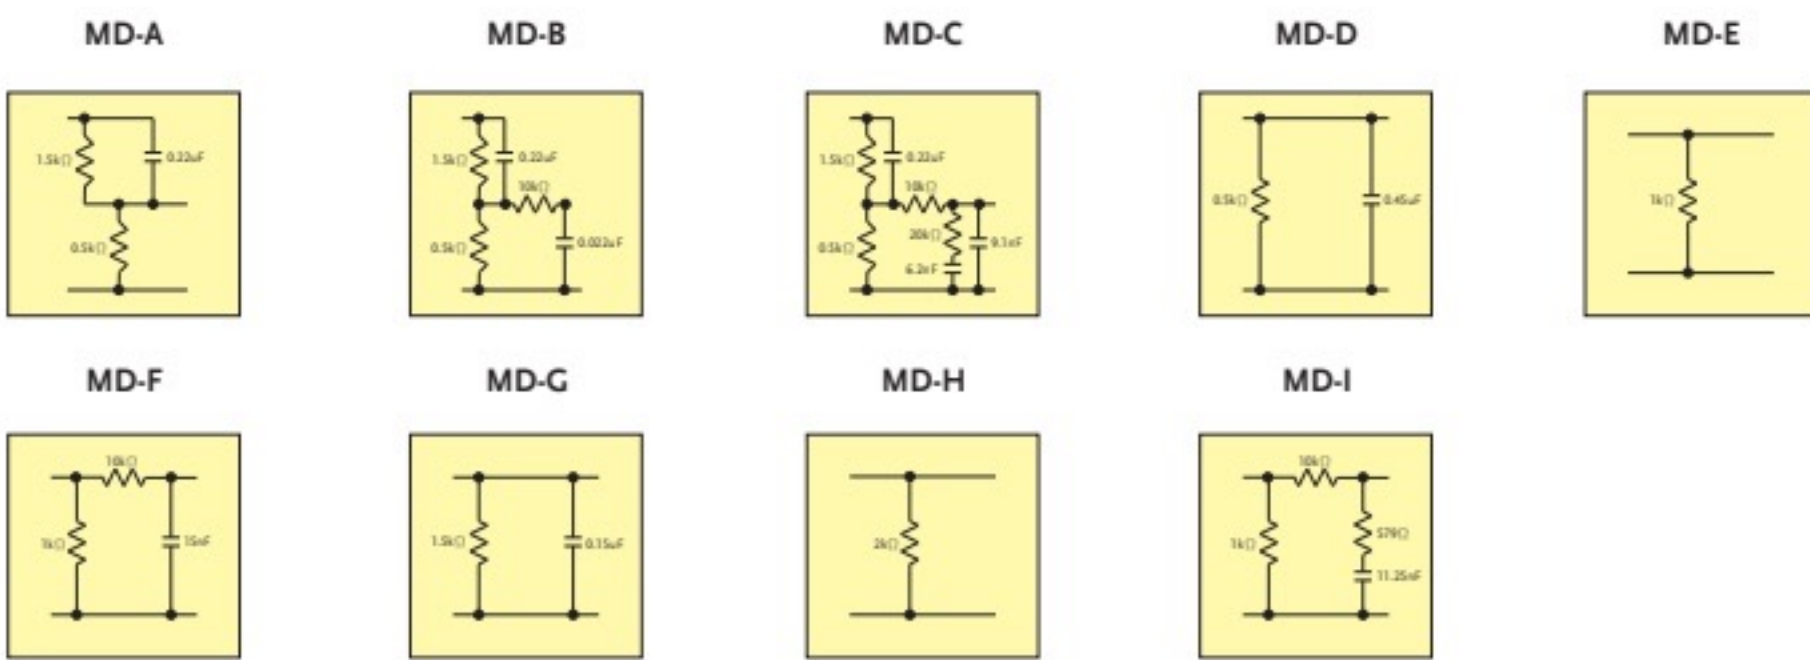 MD-A
MD-B
MD-C
MD-D
MD-E
1.5kΩ
0.22uF
0.5kΩ
1.5kΩ
0.22uF
10kΩ
0.5kΩ
0.022uF
1.5kΩ
0.22uF
10kΩ
0.5kΩ
20kΩ
9.1nF
6.2nF
0.5kΩ
0.45uF
1kΩ
MD-F
MD-G
MD-H
MD-I
10kΩ
1kΩ
15nF
1.5kΩ
0.15uF
2kΩ
10kΩ
1kΩ
579Ω
11.25nF